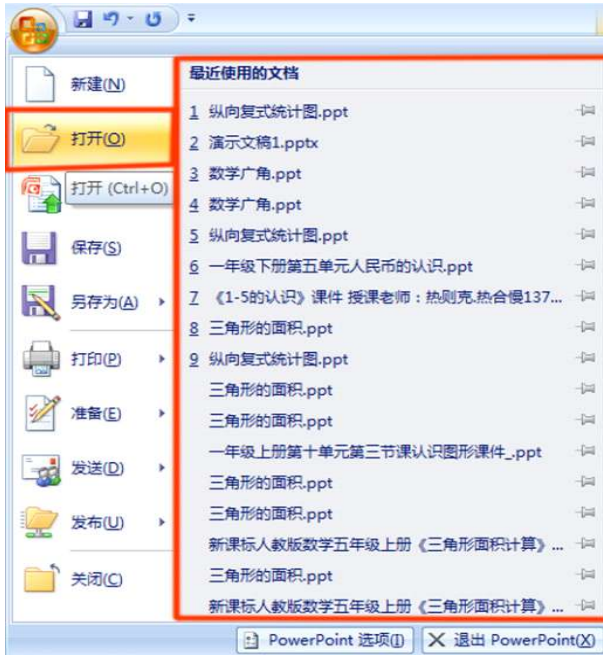 新建(N)
打开(O)
打开 (Ctrl+O)
保存(S)
另存为(A)
打印(P)
准备(E)
发送(D)
发布(U)
关闭(C)
最近使用的文档
1 纵向复式统计图.ppt
2 演示文稿1.pptx
3 数学广角.ppt
4 数学广角.ppt
5 纵向复式统计图.ppt
6 一年级下册第五单元人民币的认识.ppt
7 《1-5的认识》课件 授课老师：热则克.热合慢137...
8 三角形的面积.ppt
9 纵向复式统计图.ppt
三角形的面积.ppt
三角形的面积.ppt
一年级上册第十单元第三节课认识图形课件_.ppt
三角形的面积.ppt
三角形的面积.ppt
新课标人教版数学五年级上册《三角形面积计算》...
三角形的面积.ppt
新课标人教版数学五年级上册《三角形面积计算》...
PowerPoint 选项(I)
退出 PowerPoint(X)